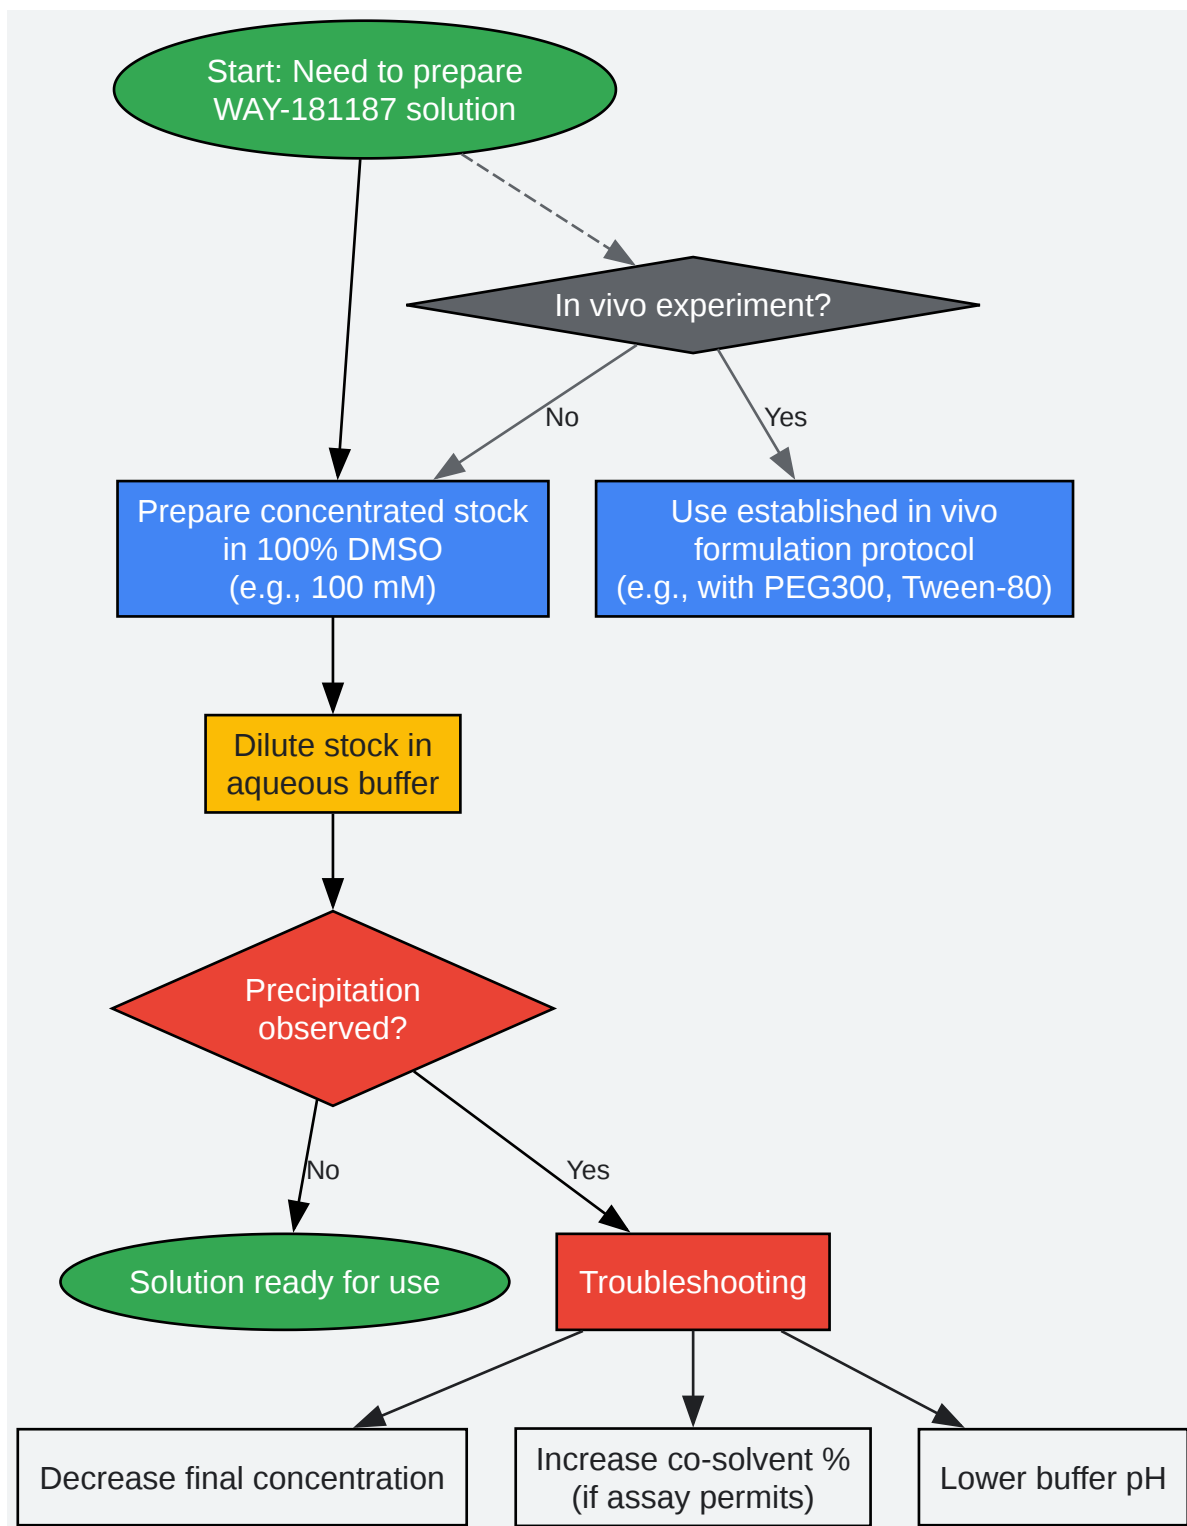 Start: Need to prepare
WAY-181187 solution
In vivo experiment?
No
Yes
Prepare concentrated stock
in 100% DMSO
(e.g., 100 mM)
Use established in vivo
formulation protocol
(e.g., with PEG300, Tween-80)
Dilute stock in
aqueous buffer
Precipitation
observed?
No
Yes
Solution ready for use
Troubleshooting
Decrease final concentration
Increase co-solvent %
(if assay permits)
Lower buffer pH